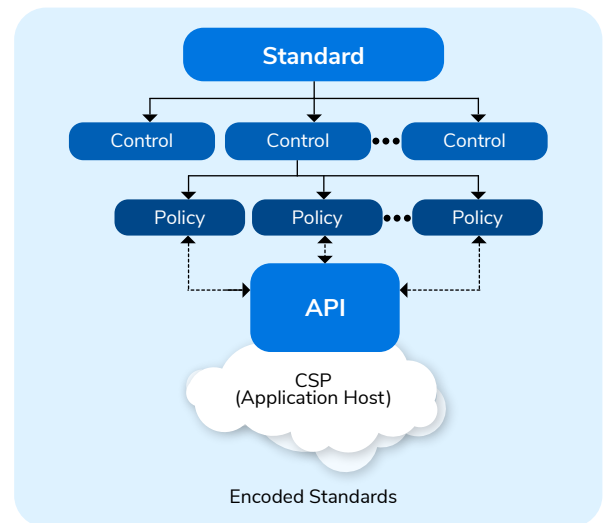 Standard
Control
Control
Control
Policy
Policy
Policy
API
CSP
(Application Host)
Encoded Standards